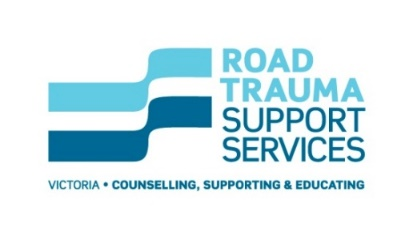 ROAD
TRAUMA
SUPPORT
SERVICES
VICTORIA • COUNSELLING, SUPPORTING & EDUCATING